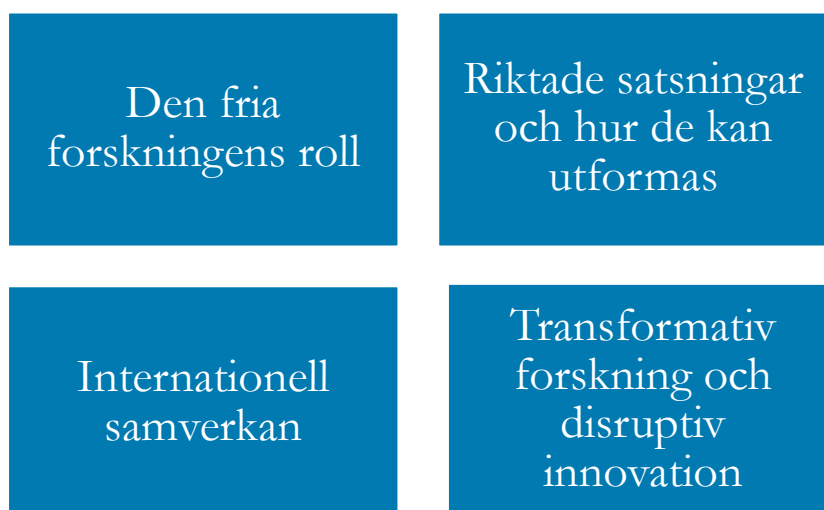 Den fria
forskningens roll
Riktade satsningar
och hur de kan
utformas
Internationell
samverkan
Transformativ
forskning och
disruptiv
innovation